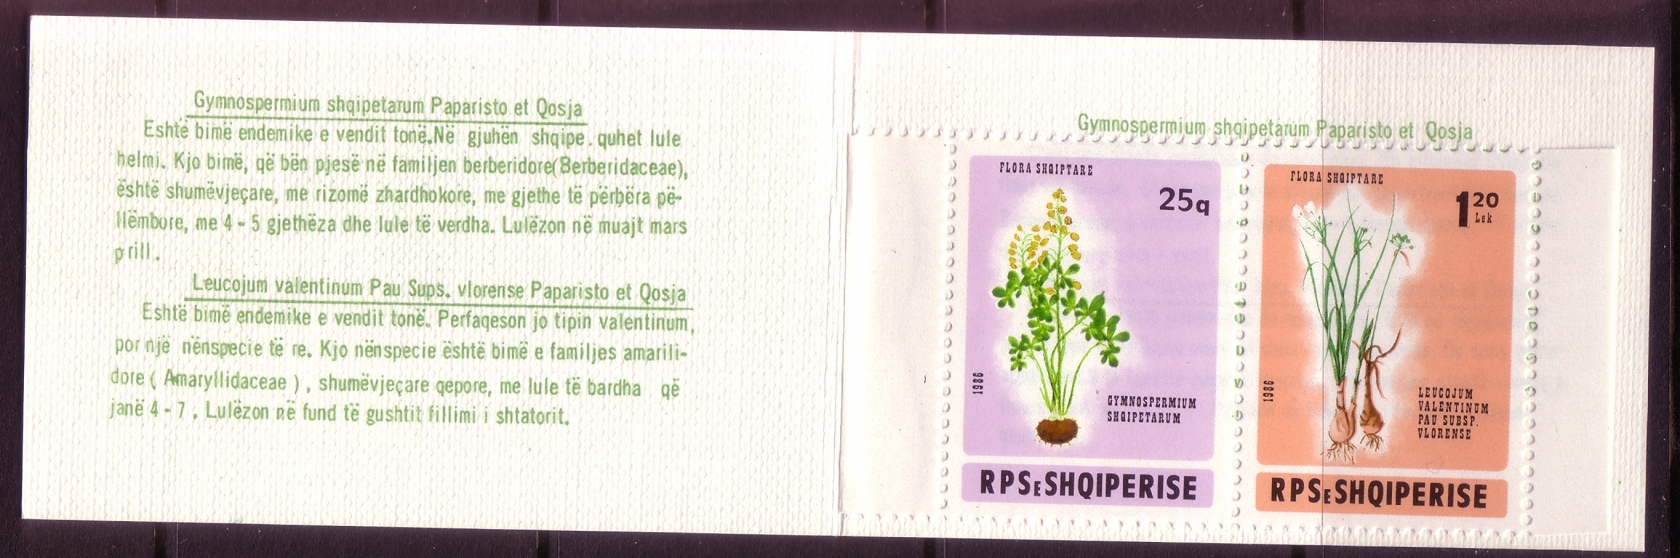 Gymnospermium shqipetarum Paparisto et Qosja
Eshtë bimë endemike e vendit tonë.Në gjuhën shqipe quhet lule
helmi. Kjo bimë, që bën pjesë në familjen berberidore(Berberidaceae),
është shumëvjeçare, me rizomë zhardhokore, me gjethe të përbëra pë-
llëmbore, me 4 - 5 gjethëza dhe lule të verdha. Lulëzon në muajt mars
prill.
Leucojum valentinum Pau Sups. vlorense Paparisto et Qosja
Eshtë bimë endemike e vendit tonë. Perfaqeson jo tipin valentinum,
por një nënspecie të re. Kjo nënspecie është bimë e familjes amarili-
dore ( Amaryllidaceae ) , shumëvjeçare qepore, me lule të bardha që
janë 4 - 7 . Lulëzon në fund të gushtit fillimi i shtatorit.
Gymnospermium shqipetarum Paparisto et Qosja
FLORA SHQIPTARE
25q
1986
GYMNOSPERMIUM
SHQIPETARUM
RPS E SHQIPERISE
FLORA SHQIPTARE
1 20
Lek
1986
LEUCOJUM
VALENTINUM
PAU SUBSP.
VLORENSE
RPS E SHQIPERISE